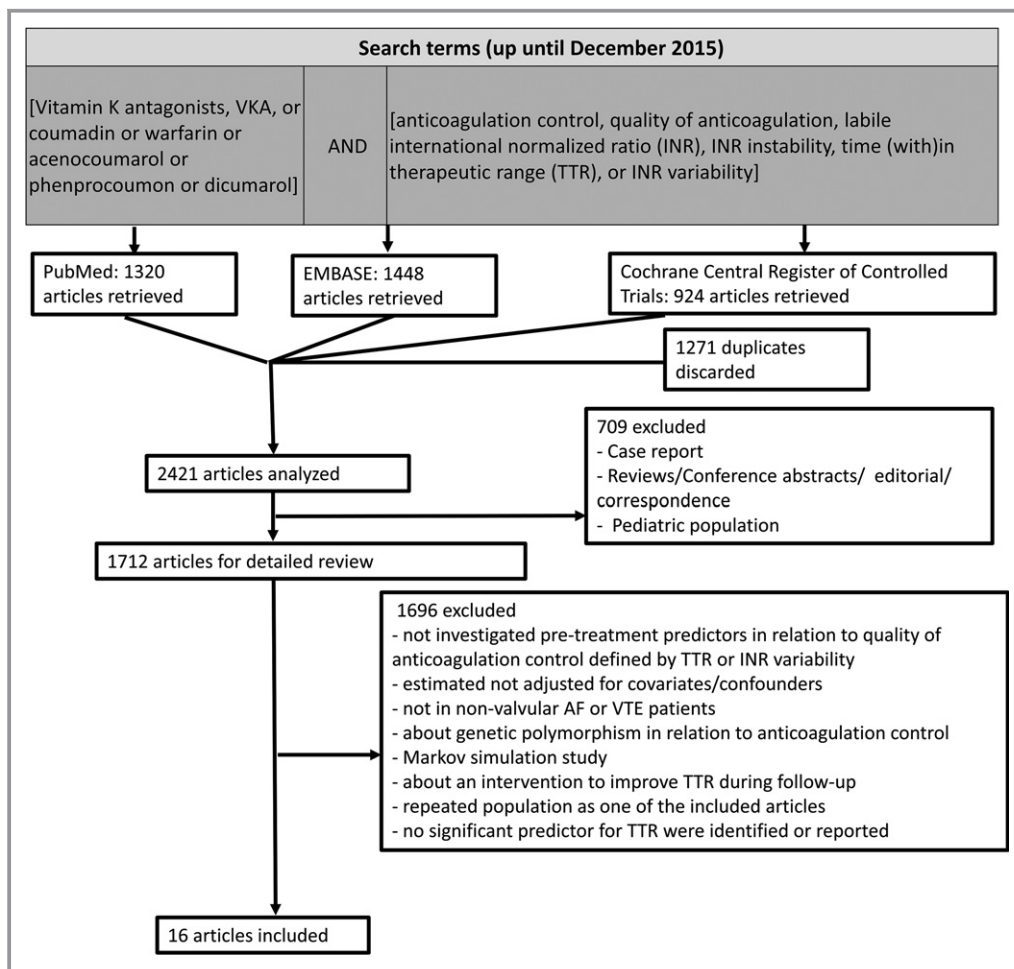 Search terms (up until December 2015)
[Vitamin K antagonists, VKA, or
coumadin or warfarin or
acenocoumarol or
phenprocoumon or dicumarol]
AND
[anticoagulation control, quality of anticoagulation, labile
international normalized ratio (INR), INR instability, time (with)in
therapeutic range (TTR), or INR variability]
PubMed: 1320
articles retrieved
EMBASE: 1448
articles retrieved
Cochrane Central Register of Controlled
Trials: 924 articles retrieved
1271 duplicates
discarded
2421 articles analyzed
709 excluded
- Case report
- Reviews/Conference abstracts/ editorial/
correspondence
- Pediatric population
1712 articles for detailed review
1696 excluded
- not investigated pre-treatment predictors in relation to quality of
anticoagulation control defined by TTR or INR variability
- estimated not adjusted for covariates/confounders
- not in non-valvular AF or VTE patients
- about genetic polymorphism in relation to anticoagulation control
- Markov simulation study
- about an intervention to improve TTR during follow-up
- repeated population as one of the included articles
- no significant predictor for TTR were identified or reported
16 articles included